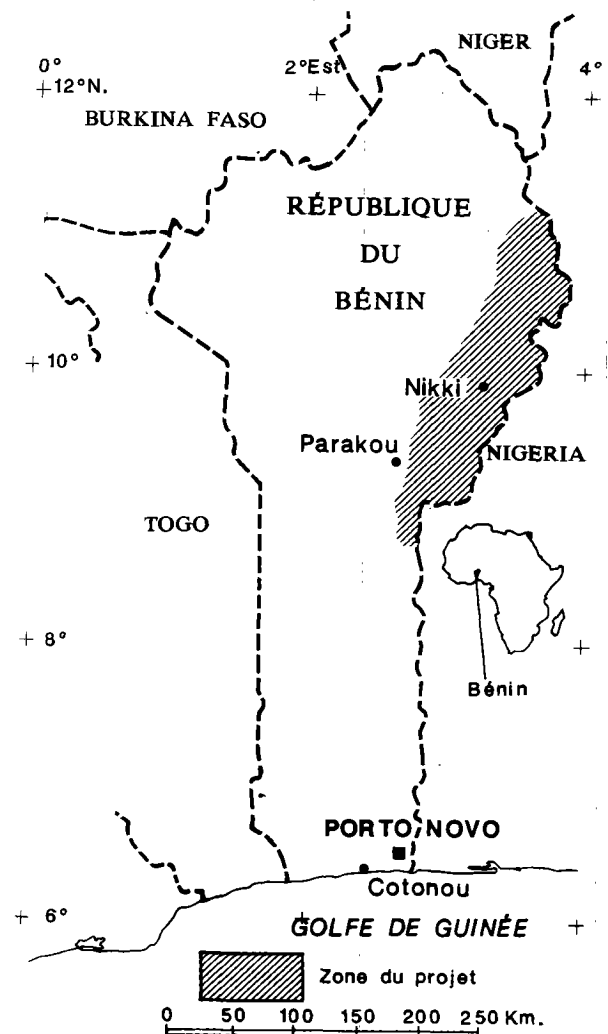 NIGER
0°
2°Est
4°
12°N.
BURKINA FASO
RÉPUBLIQUE
DU
BÉNIN
10°
Nikki
Parakou
NIGERIA
TOGO
8°
Bénin
PORTO NOVO
Cotonou
6°
GOLFE DE GUINÉE
Zone du projet
0 50 100 150 200 250 Km.